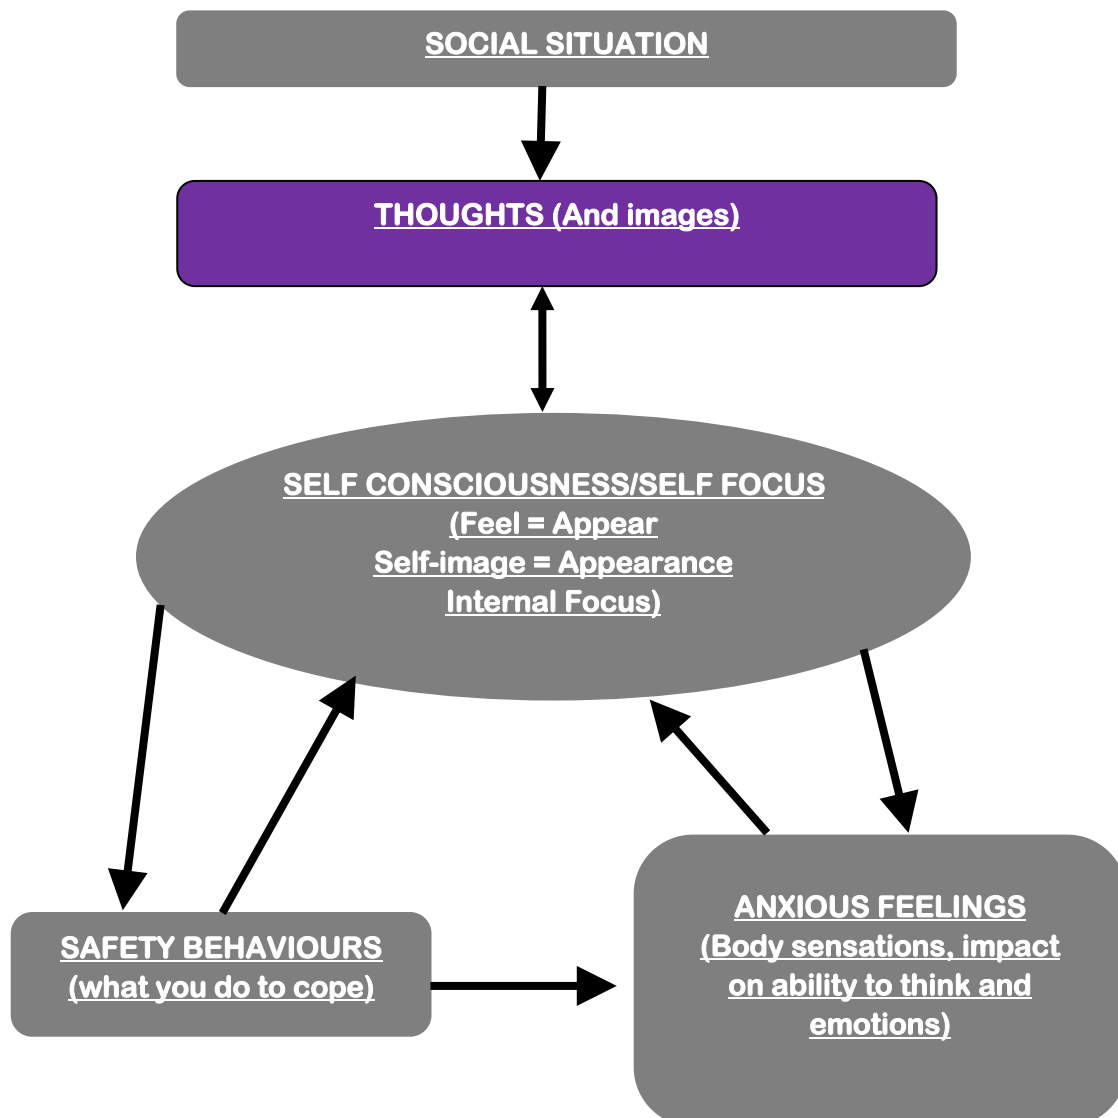 SOCIAL SITUATION
THOUGHTS (And images)
SELF CONSCIOUSNESS/SELF FOCUS
(Feel = Appear
Self-image = Appearance
Internal Focus)
SAFETY BEHAVIOURS
(what you do to cope)
ANXIOUS FEELINGS
(Body sensations, impact
on ability to think and
emotions)